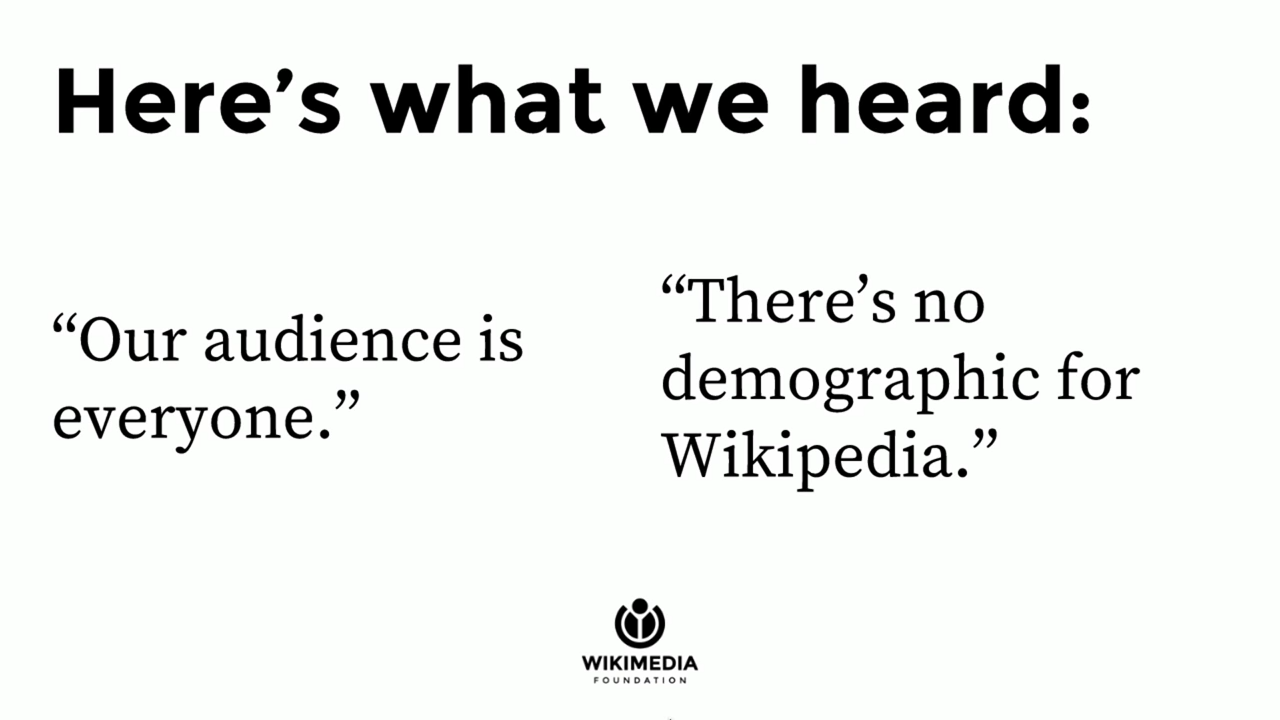 Here’s what we heard:
“Our audience is
everyone.”
“There’s no
demographic for
Wikipedia.”
WIKIMEDIA
FOUNDATION